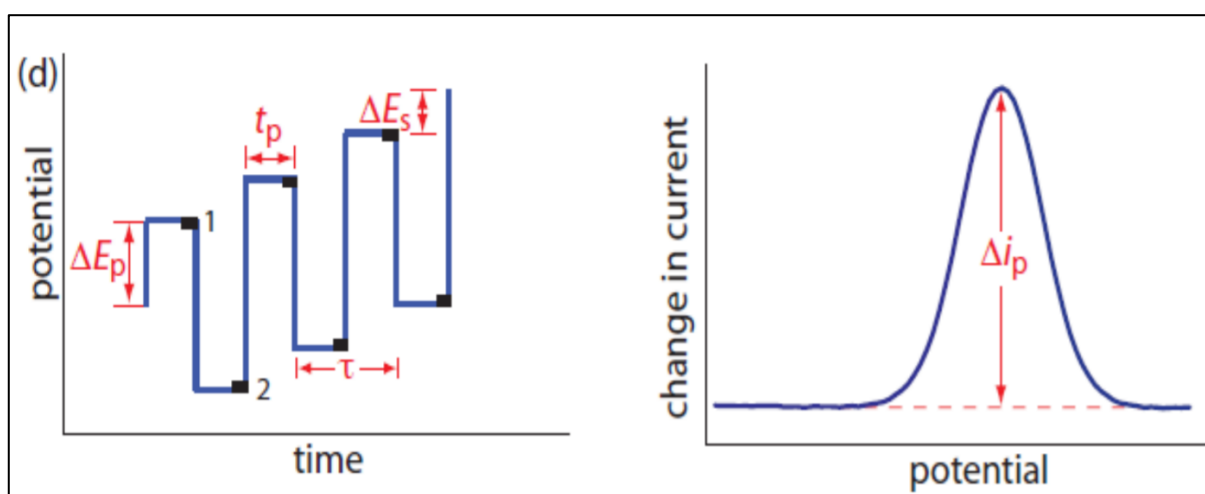 (d)
potential
ΔEp
1
2
tp
τ
ΔEs
time
change in current
Δip
potential